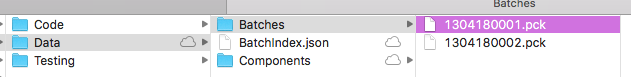 Batches
Code
Data
Testing
Batches
BatchIndex.json
Components
1304180001.pck
1304180002.pck